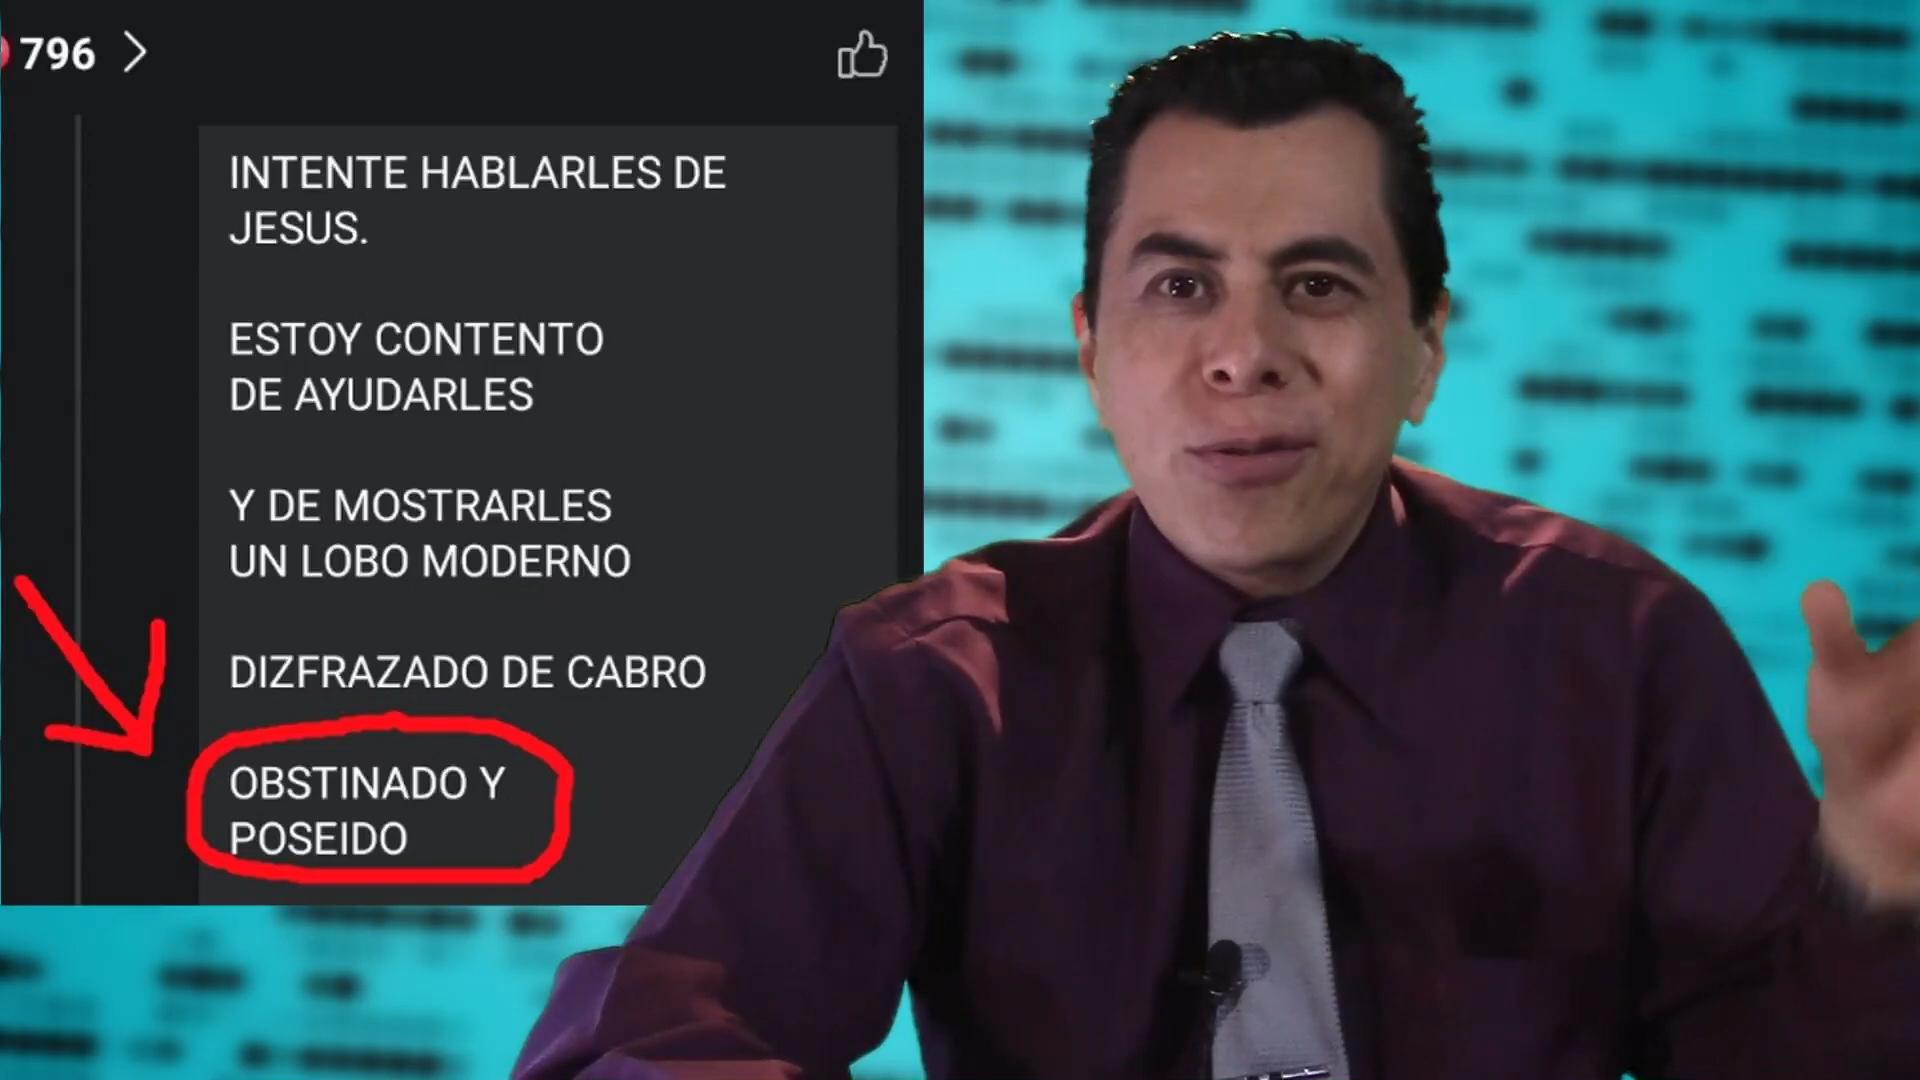 796
INTENTE HABLARLES DE
JESUS.
ESTOY CONTENTO
DE AYUDARLES
Y DE MOSTRARLES
UN LOBO MODERNO
DIZFRAZADO DE CABRO
OBSTINADO Y
POSEIDO